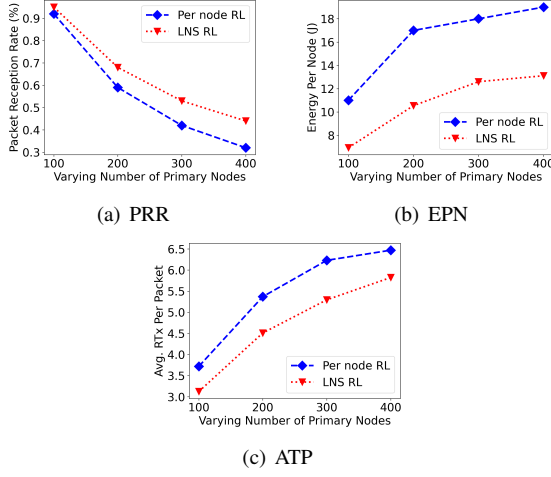 Packet Reception Rate (%)
0.9
0.8
0.7
0.6
0.5
0.4
0.3
Per node RL
LNS RL
100 200 300 400
Varying Number of Primary Nodes
(a) PRR
Energy Per Node (J)
18
16
14
12
10
8
Per node RL
LNS RL
100 200 300 400
Varying Number of Primary Nodes
(b) EPN
Avg. RTx Per Packet
6.5
6.0
5.5
5.0
4.5
4.0
3.5
3.0
Per node RL
LNS RL
100 200 300 400
Varying Number of Primary Nodes
(c) ATP